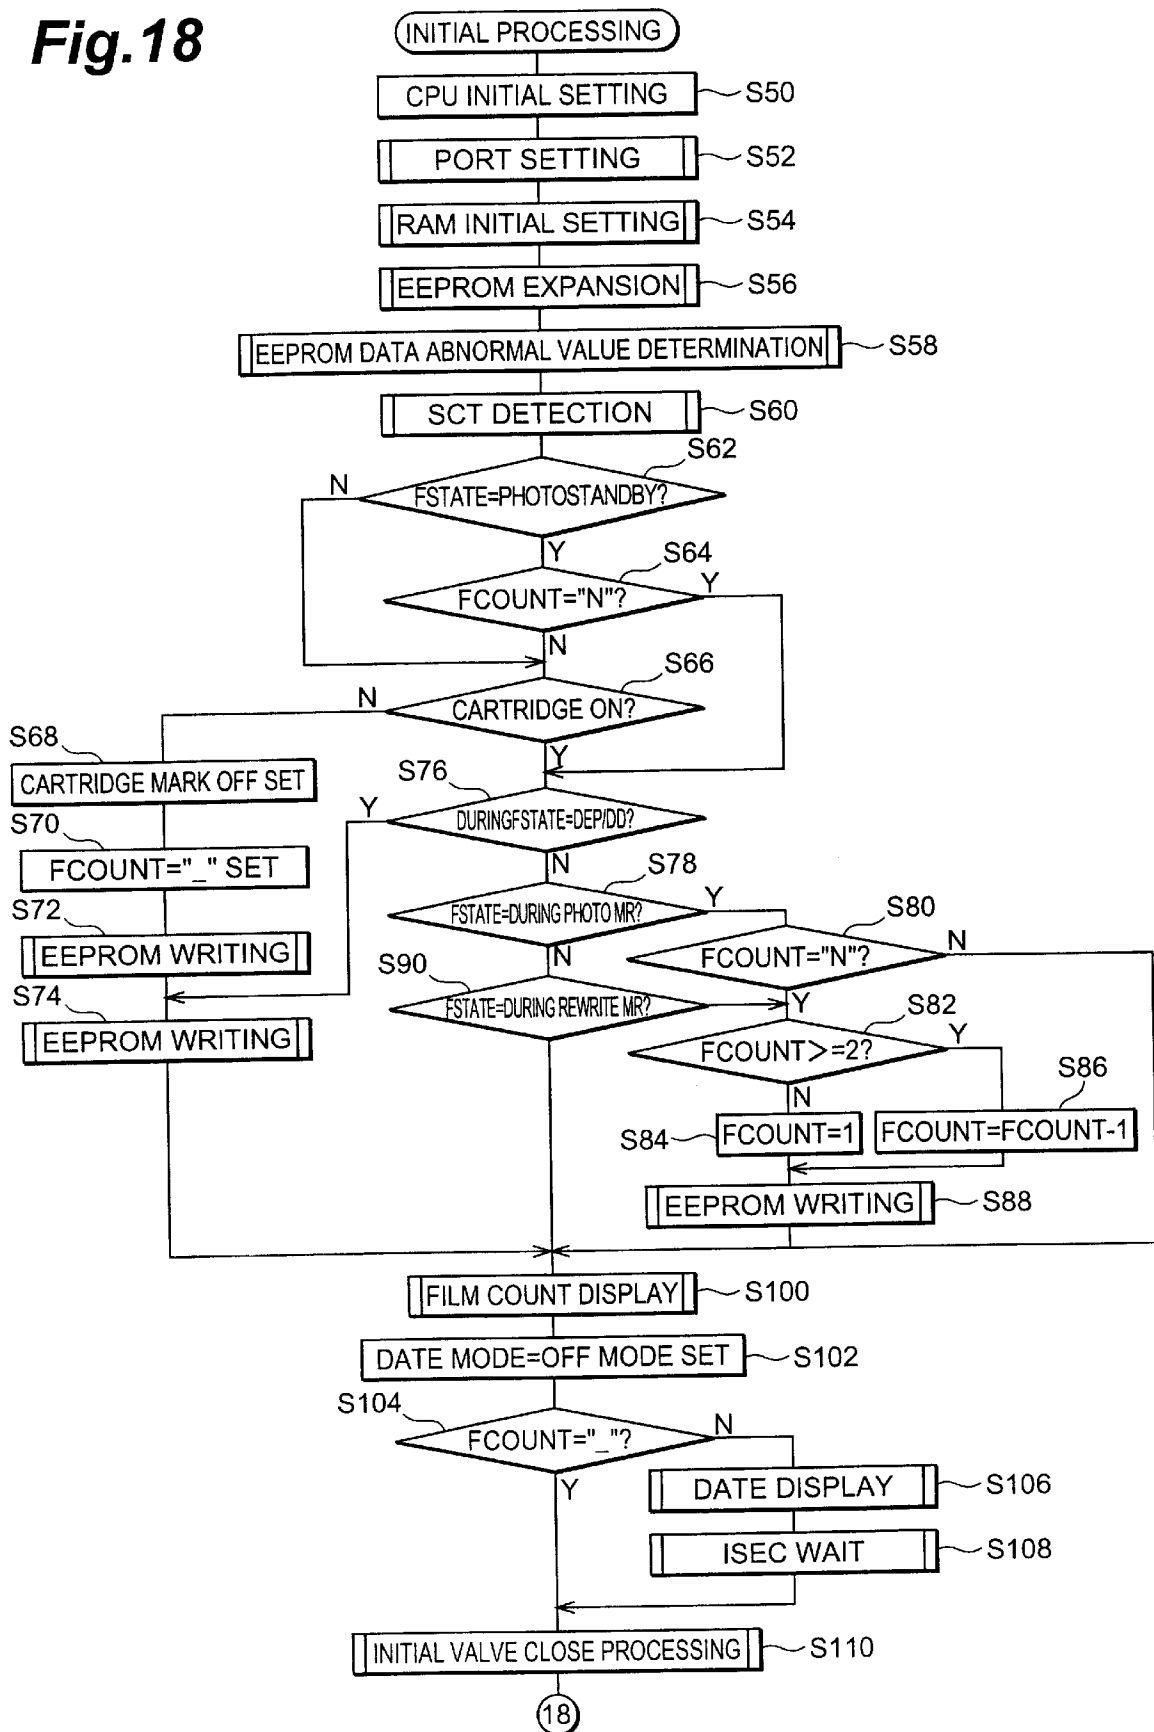 Fig.18
INITIAL PROCESSING
CPU INITIAL SETTING
S50
PORT SETTING
S52
RAM INITIAL SETTING
S54
EEPROM EXPANSION
S56
EEPROM DATA ABNORMAL VALUE DETERMINATION
S58
SCT DETECTION
S60
S62
N
FSTATE=PHOTOSTANDBY?
Y
S64
FCOUNT="N"?
Y
N
S66
N
CARTRIDGE ON?
Y
S68
CARTRIDGE MARK OFF SET
S70
FCOUNT="_" SET
S72
EEPROM WRITING
S74
EEPROM WRITING
S76
Y
DURINGFSTATE=DEP/DD?
N
S78
FSTATE=DURING PHOTO MR?
Y
N
S80
FCOUNT="N"?
N
Y
S90
FSTATE=DURING REWRITE MR?
S82
FCOUNT>=2?
Y
N
S84
FCOUNT=1
S86
FCOUNT=FCOUNT-1
EEPROM WRITING
S88
FILM COUNT DISPLAY
S100
DATE MODE=OFF MODE SET
S102
S104
FCOUNT="_"?
N
Y
DATE DISPLAY
S106
ISEC WAIT
S108
INITIAL VALVE CLOSE PROCESSING
S110
18